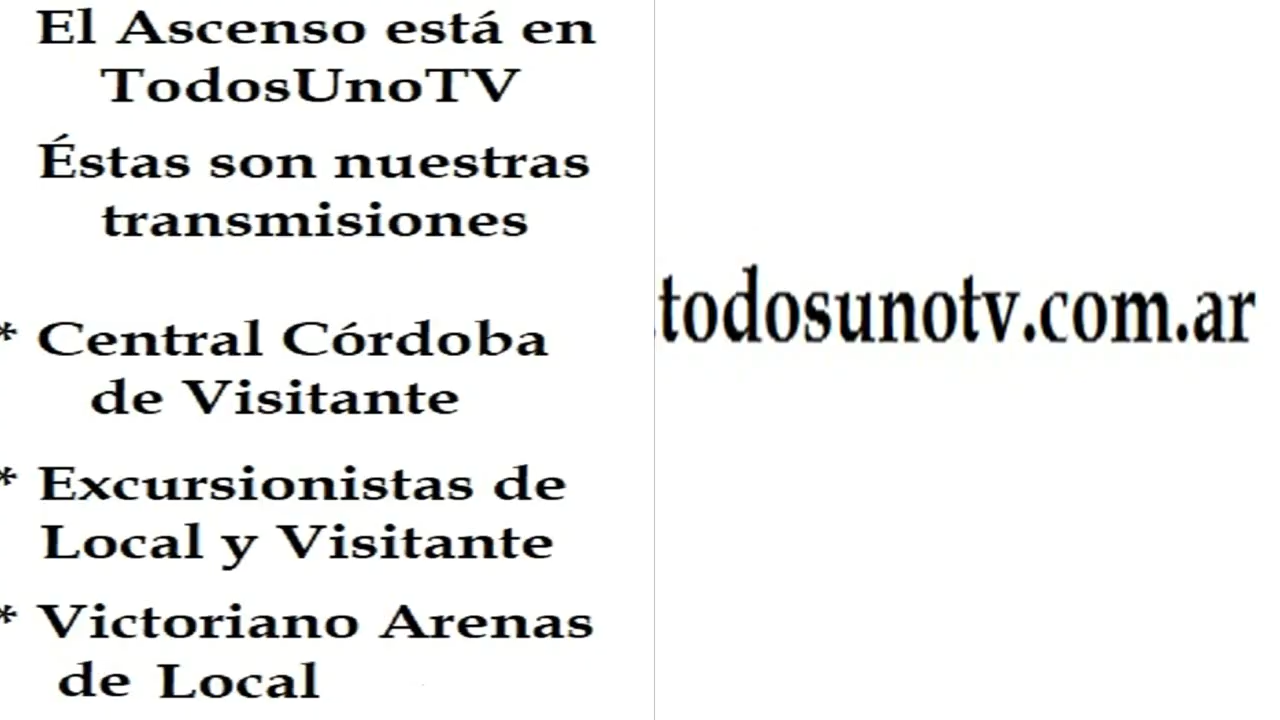 El Ascenso está en
TodosUnoTV
Éstas son nuestras
transmisiones
* Central Córdoba
de Visitante
* Excursionistas de
Local y Visitante
* Victoriano Arenas
de Local
.todosunotv.com.ar